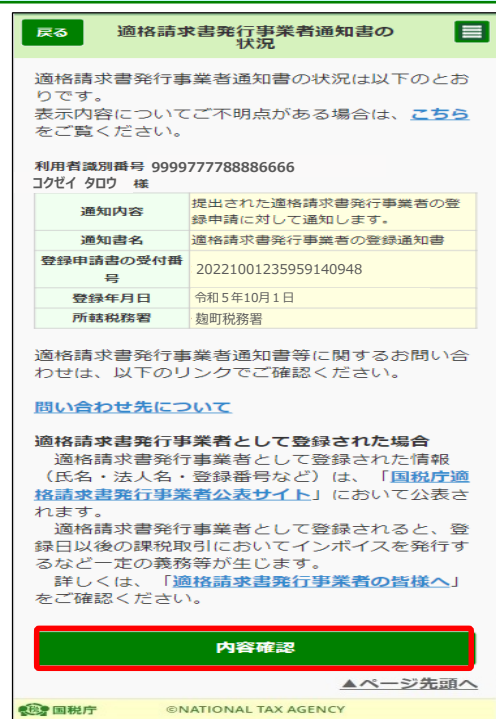 戻る
適格請求書発行事業者通知書の
状況
適格請求書発行事業者通知書の状況は以下のとお
りです。
表示内容についてご不明点がある場合は、こちら
をご覧ください。
利用者識別番号 9999777788886666
コクゼイ タロウ 様
通知内容
提出された適格請求書発行事業者の登
録申請に対して通知します。
通知書名
適格請求書発行事業者の登録通知書
登録申請書の受付番
号
20221001235959140948
登録年月日
令和5年10月1日
所轄税務署
麹町税務署
適格請求書発行事業者通知書等に関するお問い合
わせは、以下のリンクでご確認ください。
問い合わせ先について
適格請求書発行事業者として登録された場合
適格請求書発行事業者として登録された情報
（氏名・法人名・登録番号など）は、「国税庁適
格請求書発行事業者公表サイト」において公表さ
れます。
適格請求書発行事業者として登録されると、登
録日以後の課税取引においてインボイスを発行す
るなど一定の義務等が生じます。
詳しくは、「適格請求書発行事業者の皆様へ」
をご確認ください。
内容確認
▲ページ先頭へ
税 国税庁
©NATIONAL TAX AGENCY